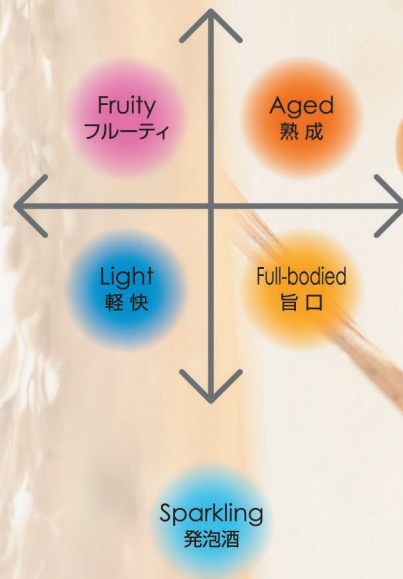 Fruity
フルーティ
Aged
熟成
Light
軽快
Full-bodied
旨口
Sparkling
発泡酒